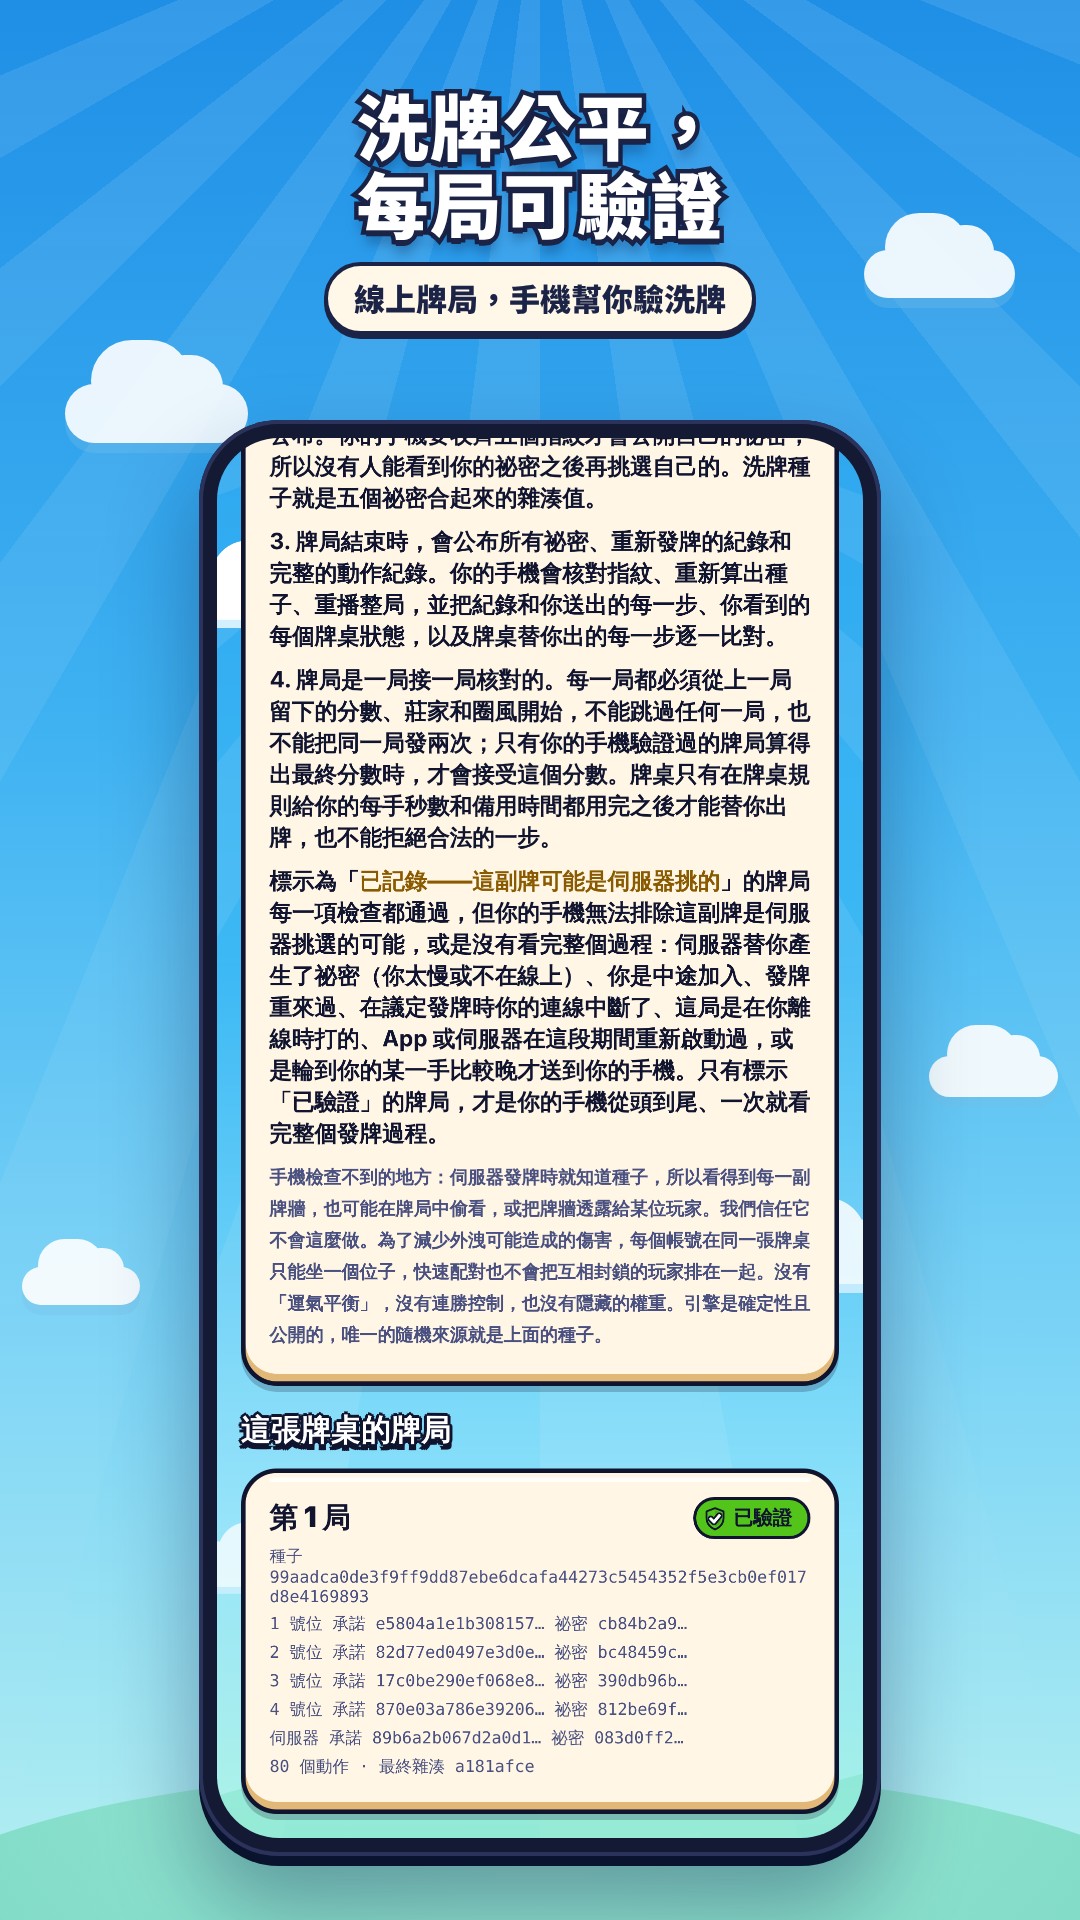 洗牌公平，
每局可驗證
線上牌局，手機幫你驗洗牌
所以沒有人能看到你的祕密之後再挑選自己的。洗牌種
子就是五個祕密合起來的雜湊值。
3. 牌局結束時，會公布所有祕密、重新發牌的紀錄和
完整的動作紀錄。你的手機會核對指紋、重新算出種
子、重播整局，並把紀錄和你送出的每一步、你看到的
每個牌桌狀態，以及牌桌替你出的每一步逐一比對。
4. 牌局是一局接一局核對的。每一局都必須從上一局
留下的分數、莊家和圈風開始，不能跳過任何一局，也
不能把同一局發兩次；只有你的手機驗證過的牌局算得
出最終分數時，才會接受這個分數。牌桌只有在牌桌規
則給你的每手秒數和備用時間都用完之後才能替你出
牌，也不能拒絕合法的一步。
標示為「已記錄——這副牌可能是伺服器挑的」的牌局
每一項檢查都通過，但你的手機無法排除這副牌是伺服
器挑選的可能，或是沒有看完整個過程：伺服器替你產
生了祕密（你太慢或不在線上）、你是中途加入、發牌
重來過、在議定發牌時你的連線中斷了、這局是在你離
線時打的、App 或伺服器在這段期間重新啟動過，或
是輪到你的某一手比較晚才送到你的手機。只有標示
「已驗證」的牌局，才是你的手機從頭到尾、一次就看
完整個發牌過程。
手機檢查不到的地方：伺服器發牌時就知道種子，所以看得到每一副
牌牆，也可能在牌局中偷看，或把牌牆透露給某位玩家。我們信任它
不會這麼做。為了減少外洩可能造成的傷害，每個帳號在同一張牌桌
只能坐一個位子，快速配對也不會把互相封鎖的玩家排在一起。沒有
「運氣平衡」，沒有連勝控制，也沒有隱藏的權重。引擎是確定性且
公開的，唯一的隨機來源就是上面的種子。
這張牌桌的牌局
第 1 局
已驗證
種子
99aadca0de3f9ff9dd87ebe6dcafa44273c5454352f5e3cb0ef017
d8e4169893
1 號位 承諾 e5804a1e1b308157… 祕密 cb84b2a9…
2 號位 承諾 82d77ed0497e3d0e… 祕密 bc48459c…
3 號位 承諾 17c0be290ef068e8… 祕密 390db96b…
4 號位 承諾 870e03a786e39206… 祕密 812be69f…
伺服器 承諾 89b6a2b067d2a0d1… 祕密 083d0ff2…
80 個動作 · 最終雜湊 a181afce